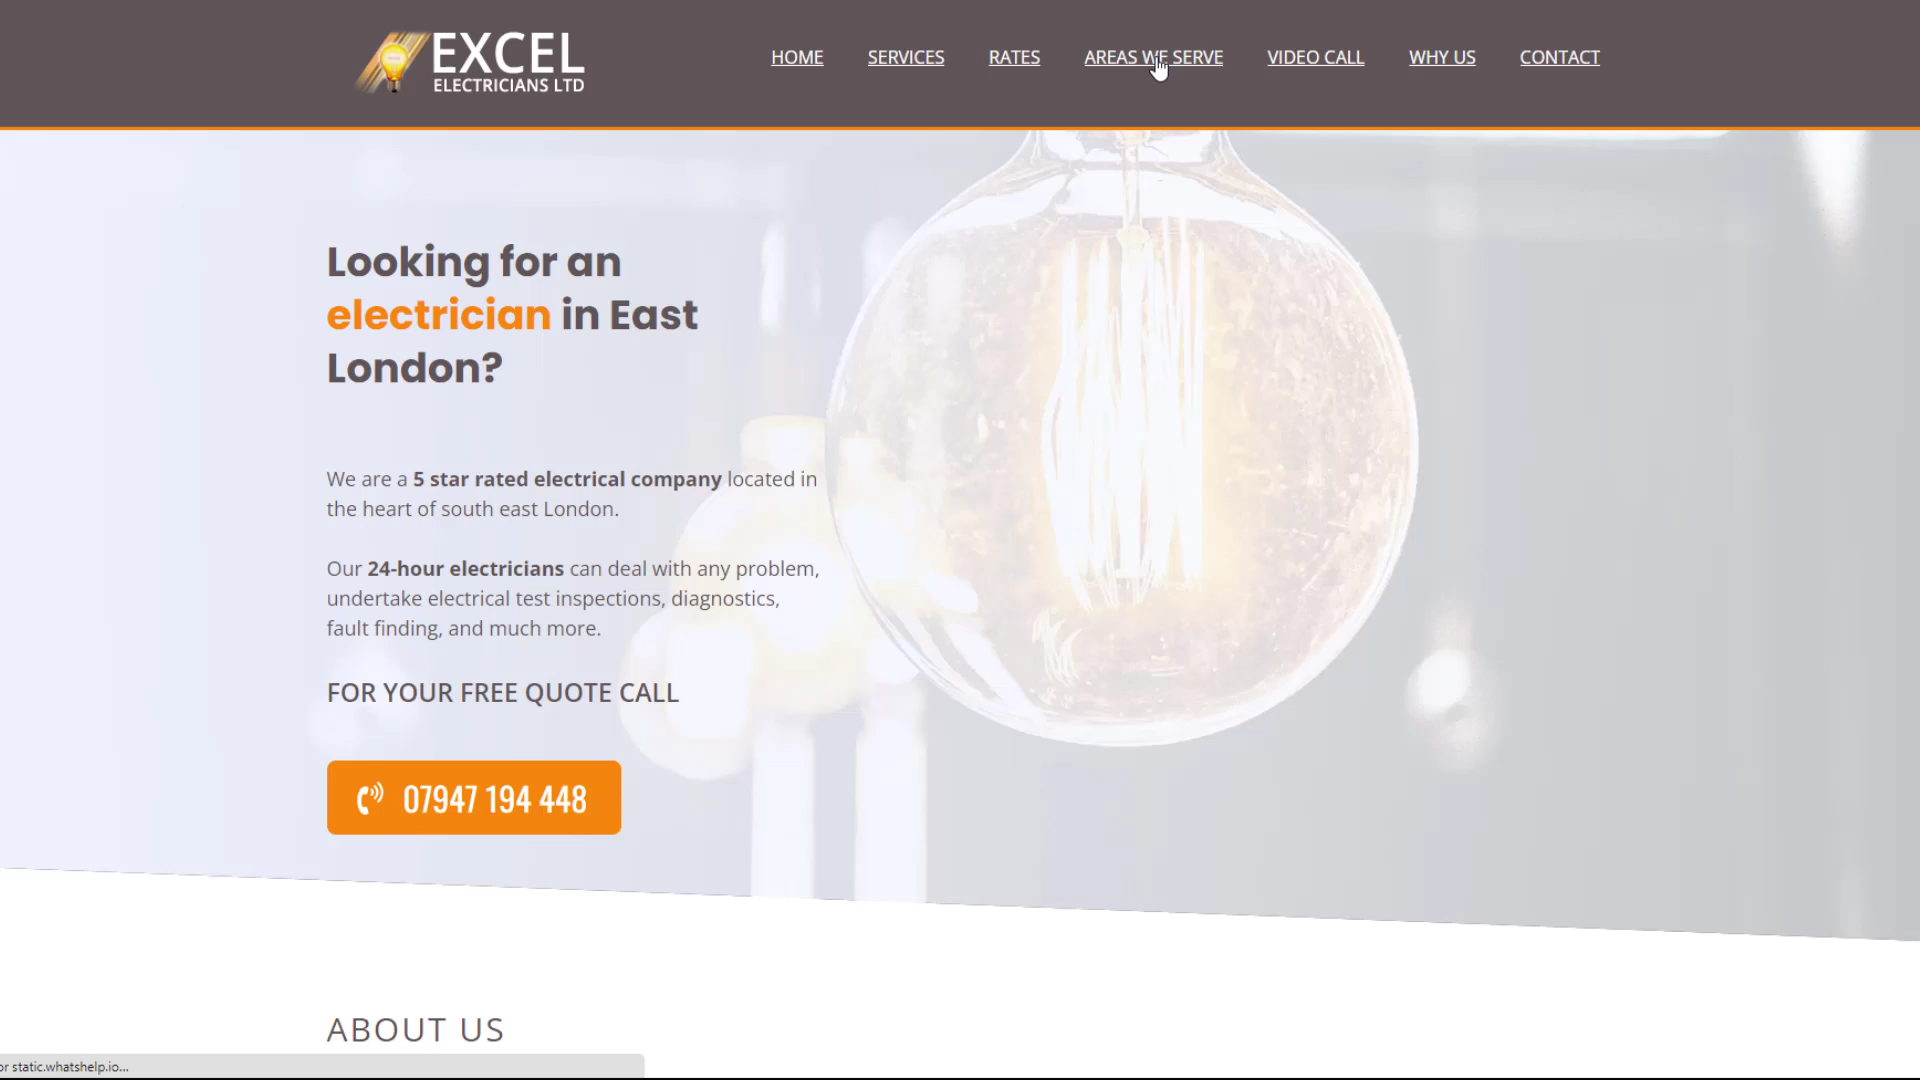 EXCEL
ELECTRICIANS LTD
HOME SERVICES RATES AREAS WE SERVE VIDEO CALL WHY US CONTACT
Looking for an
electrician in East
London?
We are a 5 star rated electrical company located in
the heart of south east London.
Our 24-hour electricians can deal with any problem,
undertake electrical test inspections, diagnostics,
fault finding, and much more.
FOR YOUR FREE QUOTE CALL
07947 194 448
ABOUT US
or static.whatshelp.io...